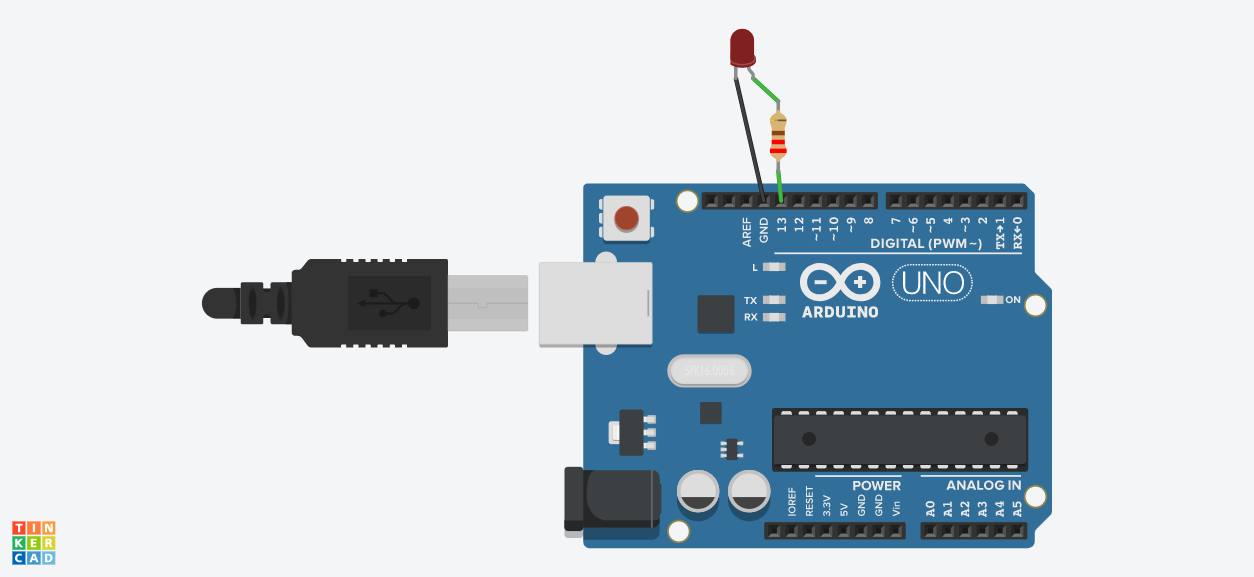 AREF
GND
13
12
~11
~10
~9
8
7
~6
~5
4
~3
2
TX→1
RX←0
DIGITAL (PWM~)
L
TX
RX
UNO
ARDUINO
ON
SPK16.000G
POWER
ANALOG IN
IOREF
RESET
3.3V
5V
GND
GND
Vin
A0
A1
A2
A3
A4
A5
TIN
KER
CAD